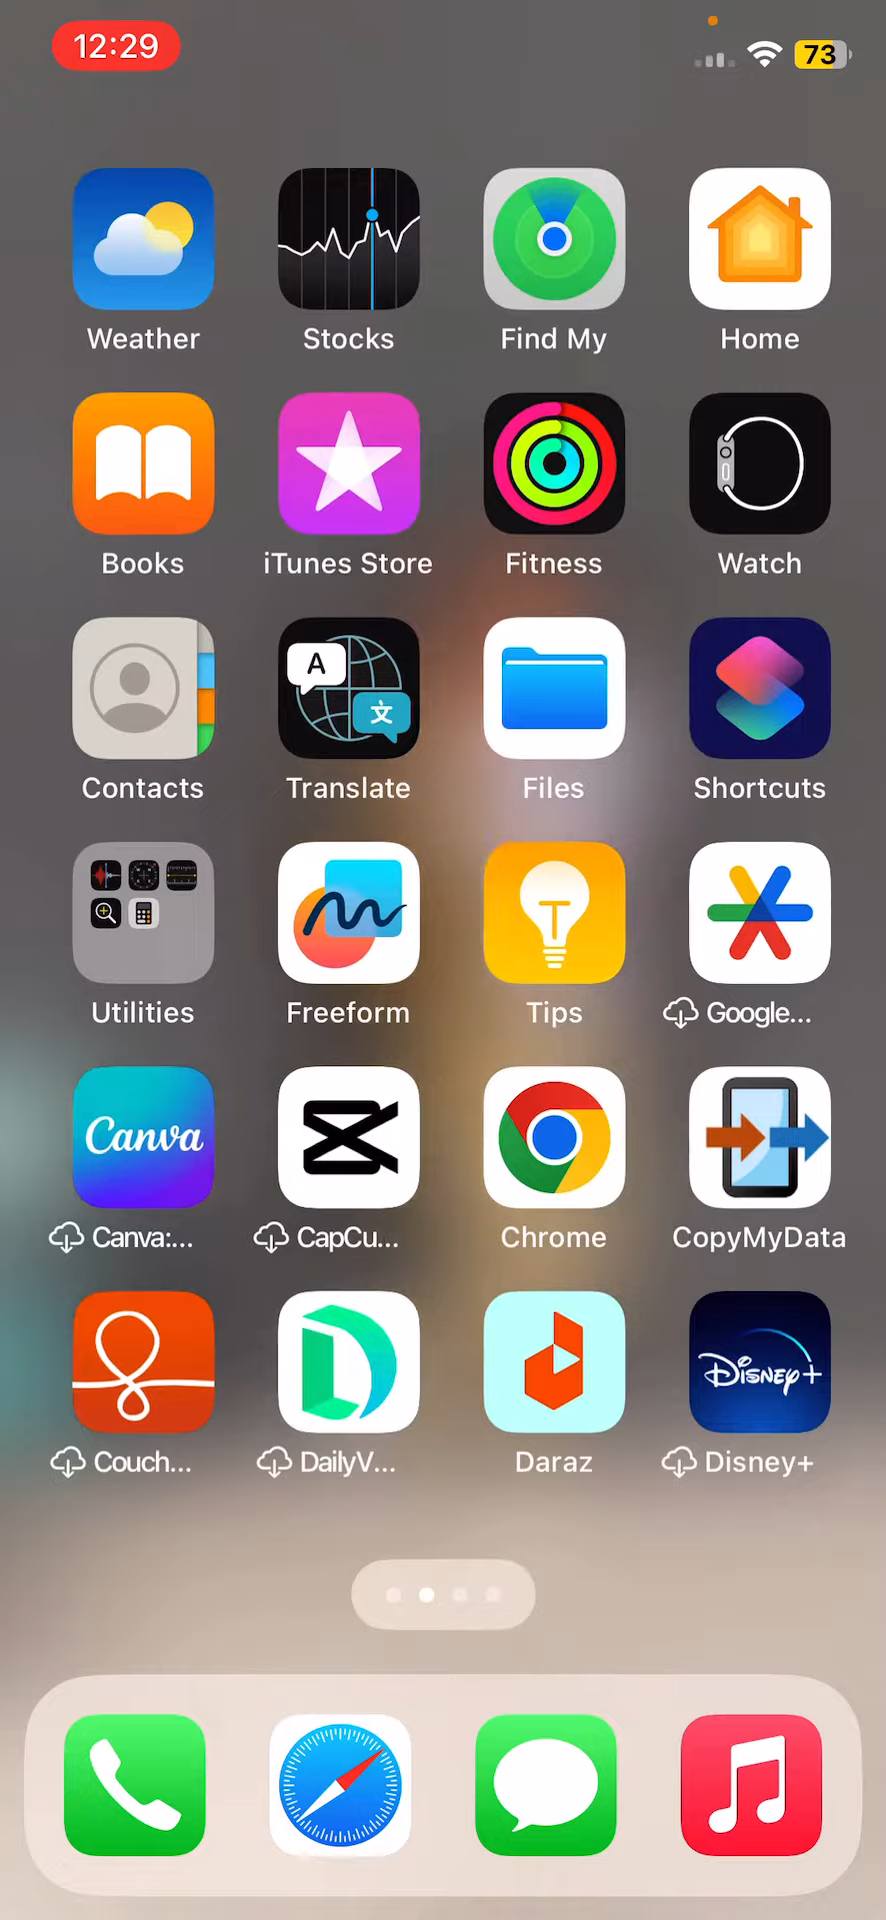 12:29
73
Weather
Stocks
Find My
Home
Books
iTunes Store
Fitness
Watch
Contacts
A
文
Translate
Files
Shortcuts
Utilities
Freeform
Tips
Google...
Canva
Canva:...
CapCu...
Chrome
CopyMyData
Couch...
DailyV...
Daraz
Disney+
Disney+